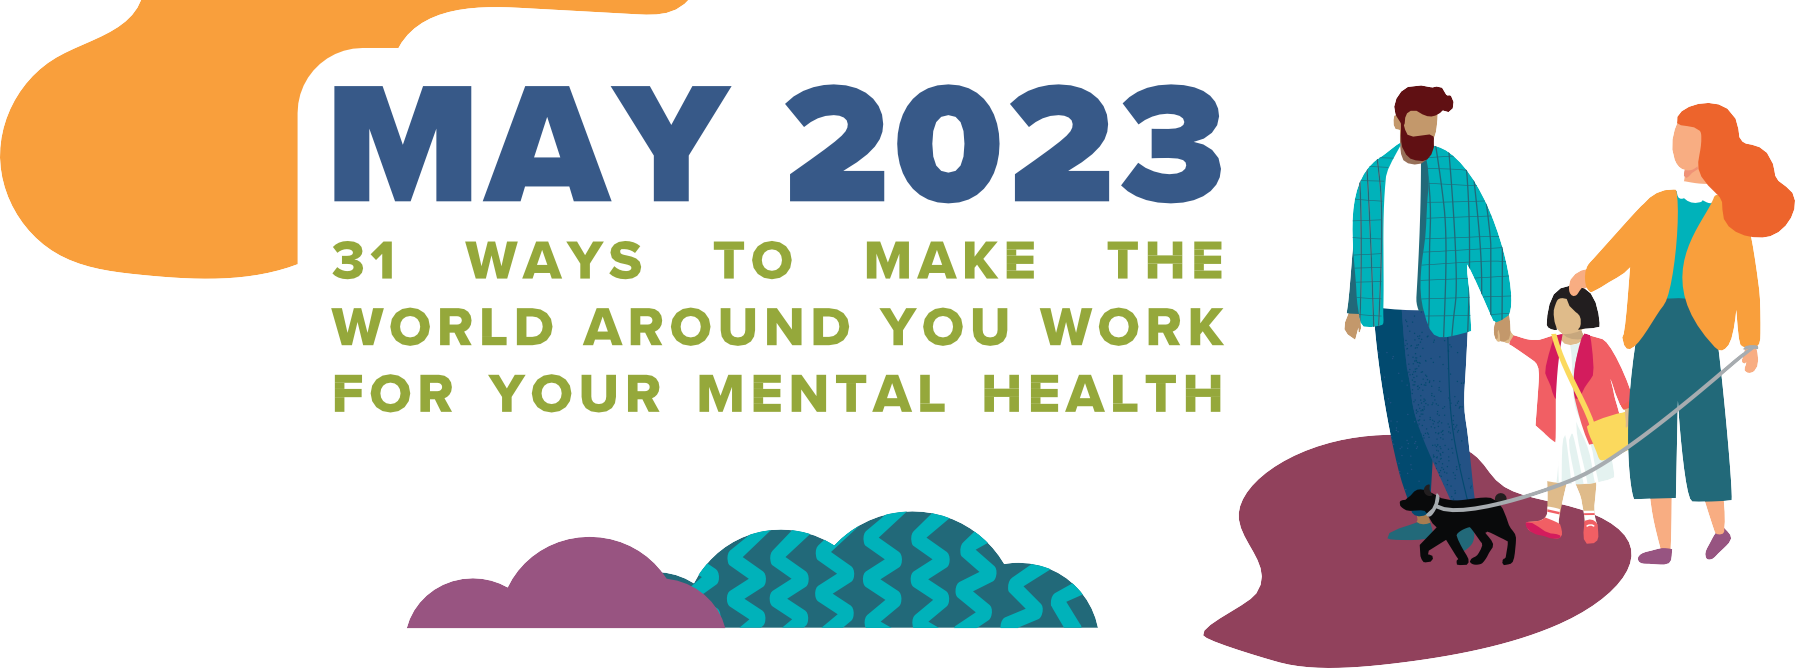 MAY 2023
31 WAYS TO MAKE THE
WORLD AROUND YOU WORK
FOR YOUR MENTAL HEALTH